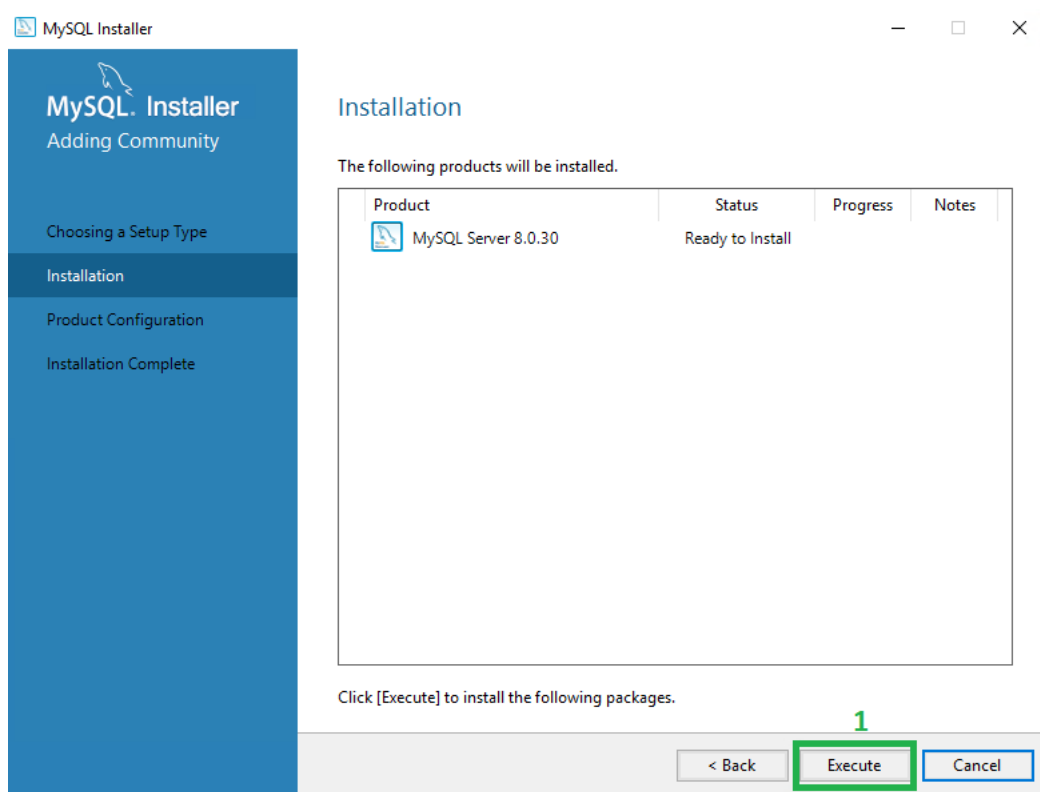 MySQL Installer
MySQL. Installer
Adding Community
Choosing a Setup Type
Installation
Product Configuration
Installation Complete
Installation
The following products will be installed.
Product Status Progress Notes
MySQL Server 8.0.30 Ready to Install
Click [Execute] to install the following packages.
1
< Back Execute Cancel